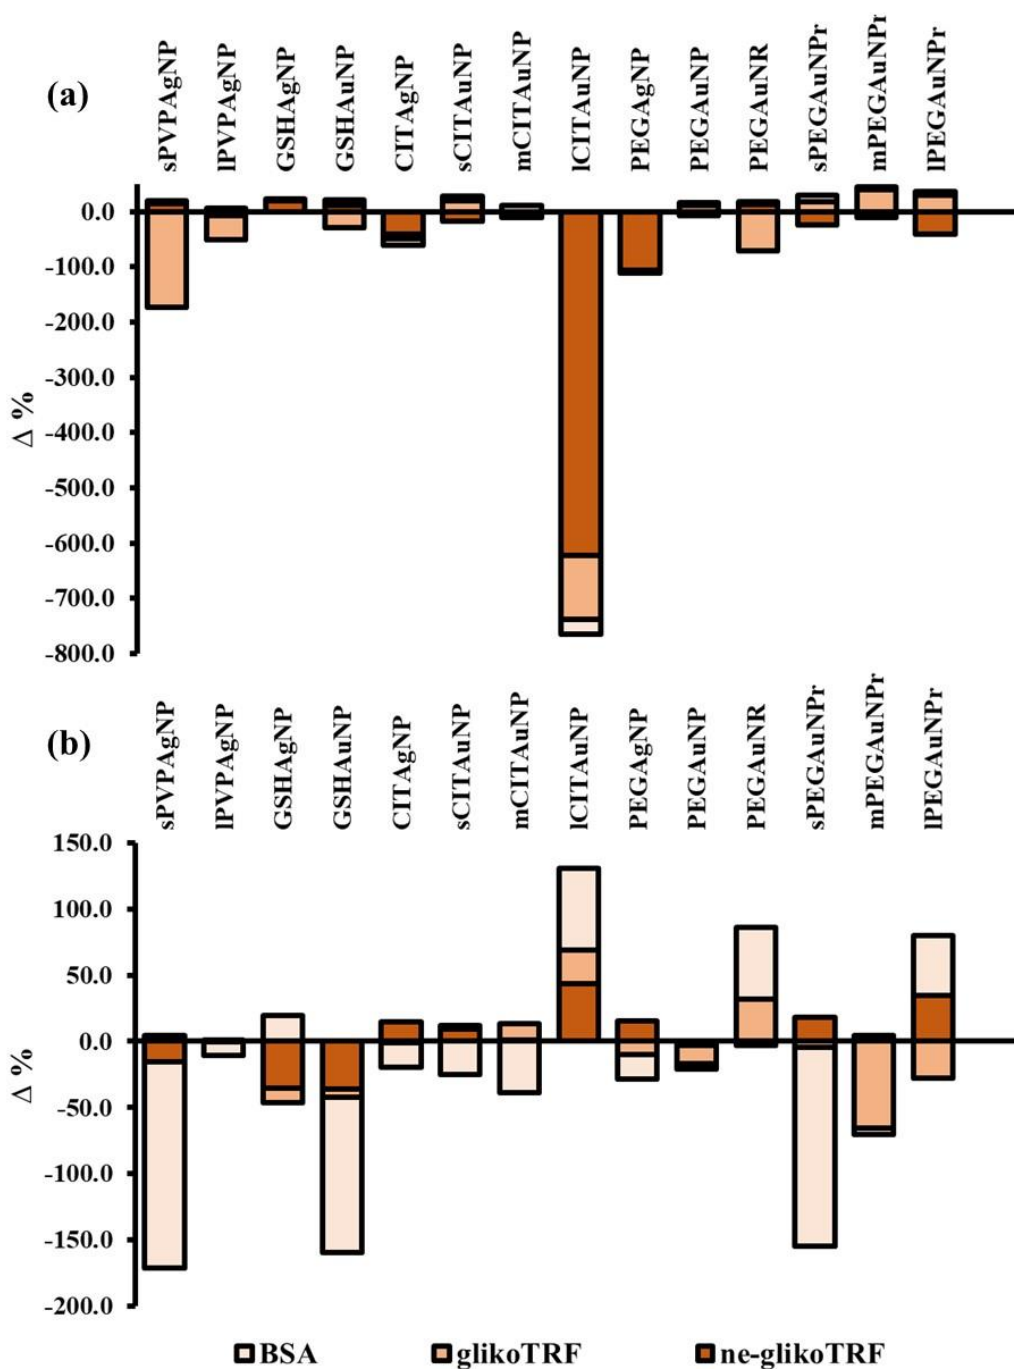 (a)
sPVPAgNP
lPVPAgNP
GSHAgNP
GSHAuNP
CITAgNP
sCITAuNP
mCITAuNP
lCITAuNP
PEGAgNP
PEGAuNP
PEGAuNR
sPEGAuNPr
mPEGAuNPr
lPEGAuNPr
0.0
-100.0
-200.0
-300.0
-400.0
-500.0
-600.0
-700.0
-800.0
Δ %
(b)
sPVPAgNP
lPVPAgNP
GSHAgNP
GSHAuNP
CITAgNP
sCITAuNP
mCITAuNP
lCITAuNP
PEGAgNP
PEGAuNP
PEGAuNR
sPEGAuNPr
mPEGAuNPr
lPEGAuNPr
150.0
100.0
50.0
0.0
-50.0
-100.0
-150.0
-200.0
Δ %
BSA glikoTRF ne-glikoTRF